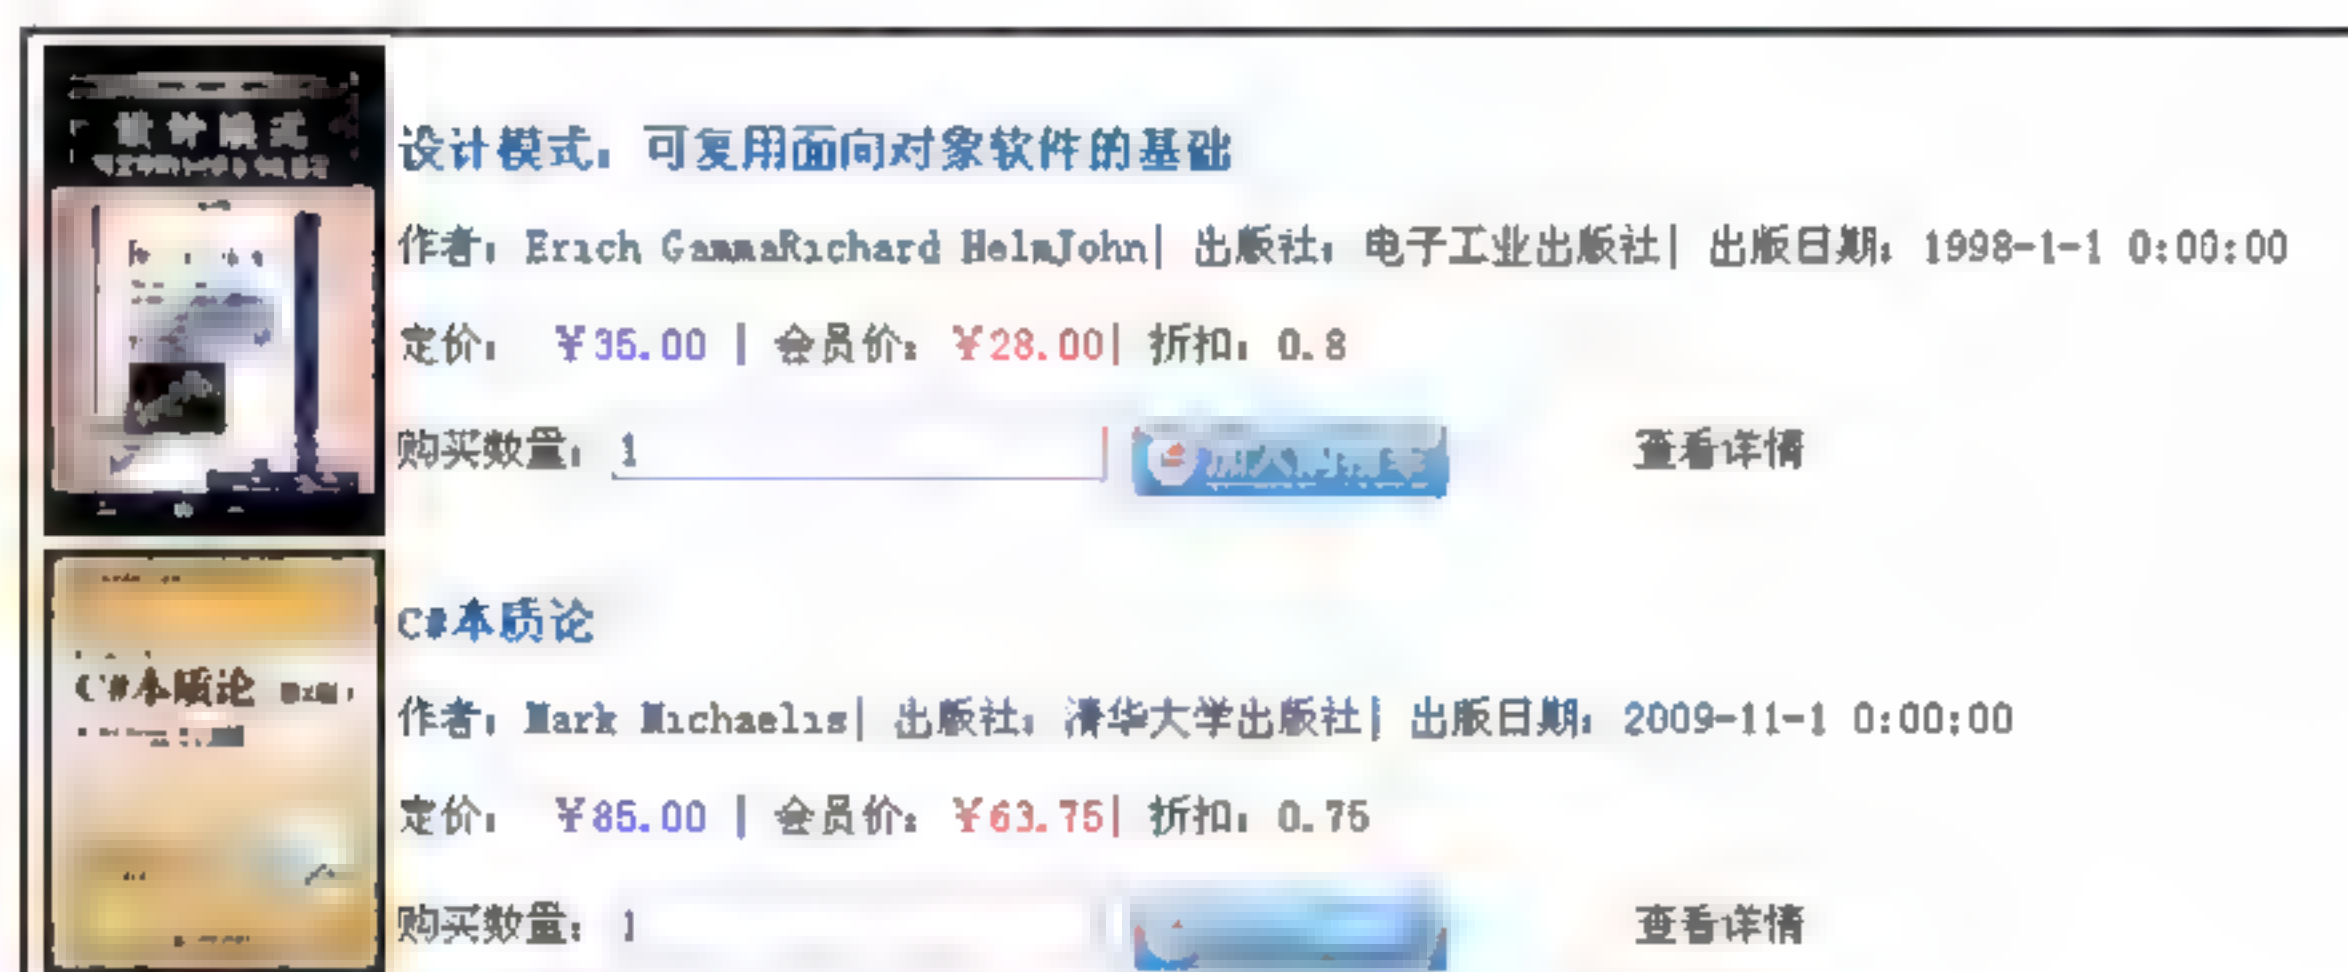 设计模式：可复用面向对象软件的基础
作者：Erich GammaRichard HelmJohn| 出版社：电子工业出版社| 出版日期：1998-1-1 0:00:00
定价： ￥35.00 | 会员价：￥28.00| 折扣：0.8
购买数量：1 加入 查看详情
C#本质论
C#本质论
作者：Mark Michaelis| 出版社：清华大学出版社| 出版日期：2009-11-1 0:00:00
定价： ￥85.00 | 会员价：￥63.75| 折扣：0.75
购买数量：1 查看详情